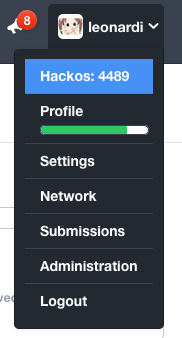 8
leonardi
Hackos: 4489
Profile
Settings
Network
Submissions
Administration
Logout